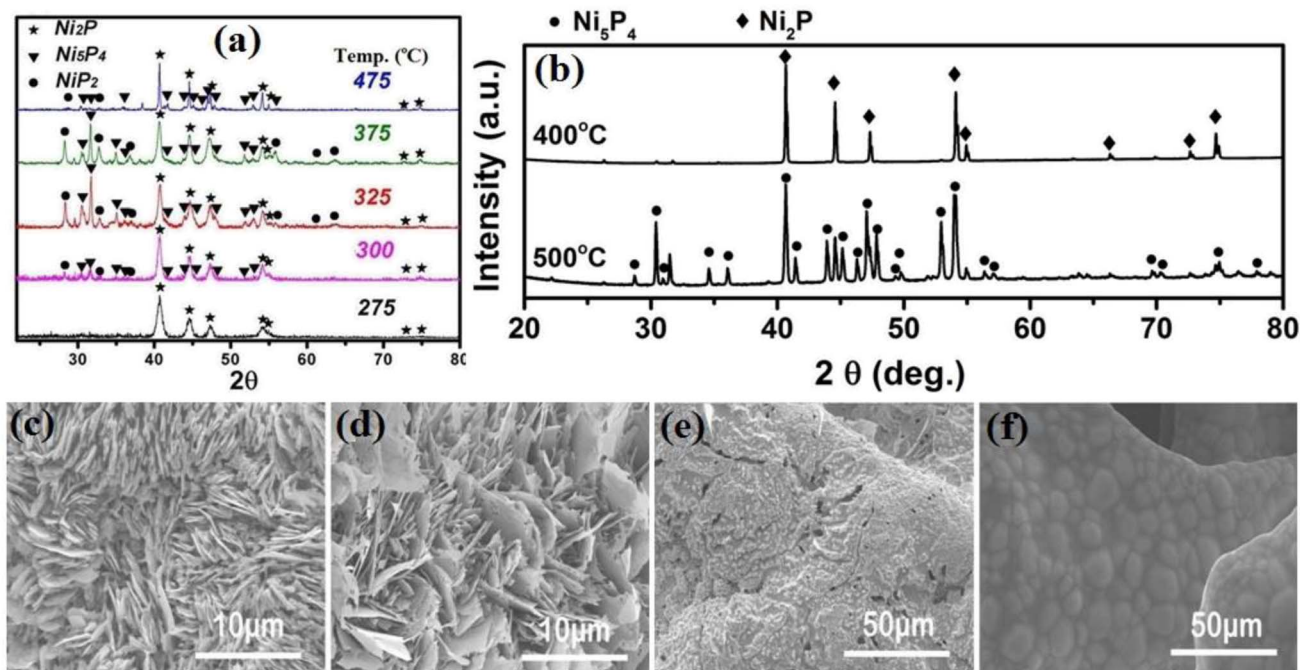 ★ Ni₂P
▼ Ni₅P₄
● NiP₂
(a)
Temp. (ºC)
475
375
325
300
275
30 40 50 60 70 80
2θ
● Ni₅P₄ ◆ Ni₂P
(b)
Intensity (a.u.)
400°C
500°C
20 30 40 50 60 70 80
2 θ (deg.)
(c)
10μm
(d)
10μm
(e)
50μm
(f)
50μm